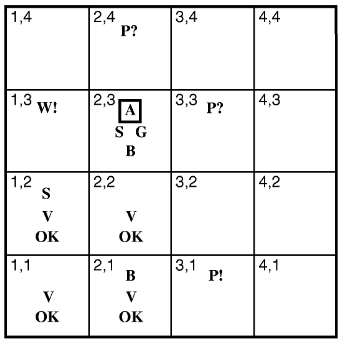 1,4 2,4 3,4 4,4
P?
1,3 W! 2,3 A 3,3 P? 4,3
S G
B
1,2 2,2 3,2 4,2
S
V V
OK OK
1,1 2,1 B 3,1 P! 4,1
V V
OK OK